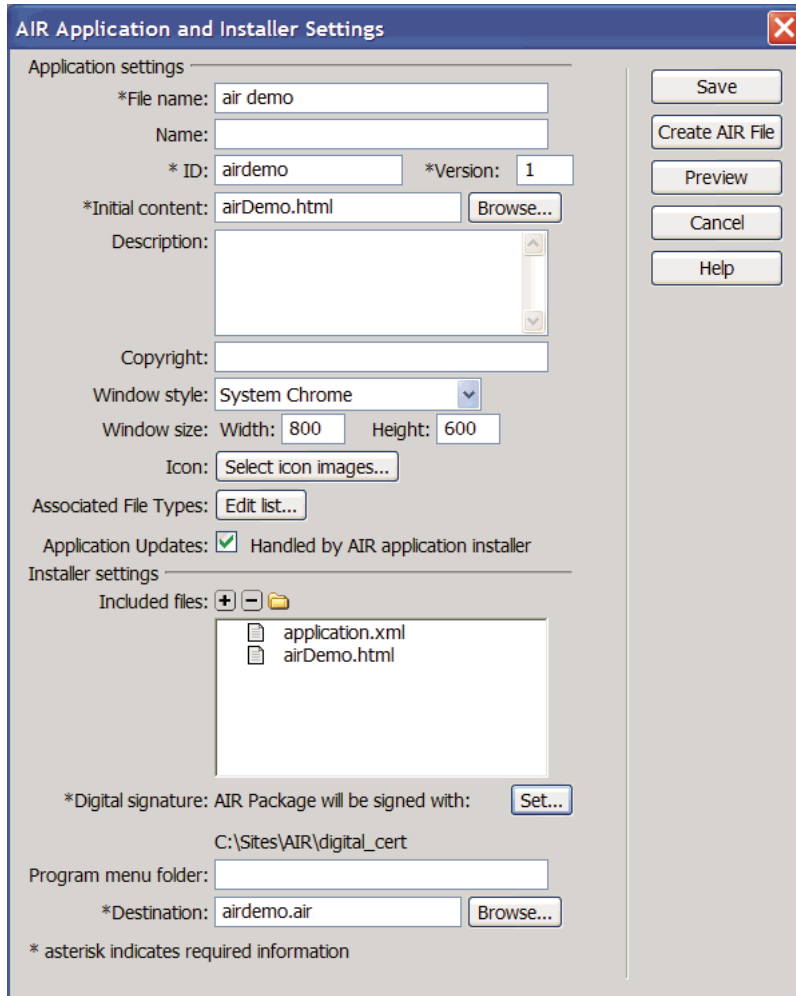 AIR Application and Installer Settings
Application settings
*File name: air demo
Name:
* ID: airdemo *Version: 1
*Initial content: airDemo.html Browse...
Description:
Copyright:
Window style: System Chrome
Window size: Width: 800 Height: 600
Icon: Select icon images...
Associated File Types: Edit list...
Application Updates: Handled by AIR application installer
Installer settings
Included files:
application.xml
airDemo.html
*Digital signature: AIR Package will be signed with: Set...
C:\Sites\AIR\digital_cert
Program menu folder:
*Destination: airdemo.air Browse...
* asterisk indicates required information
Save
Create AIR File
Preview
Cancel
Help